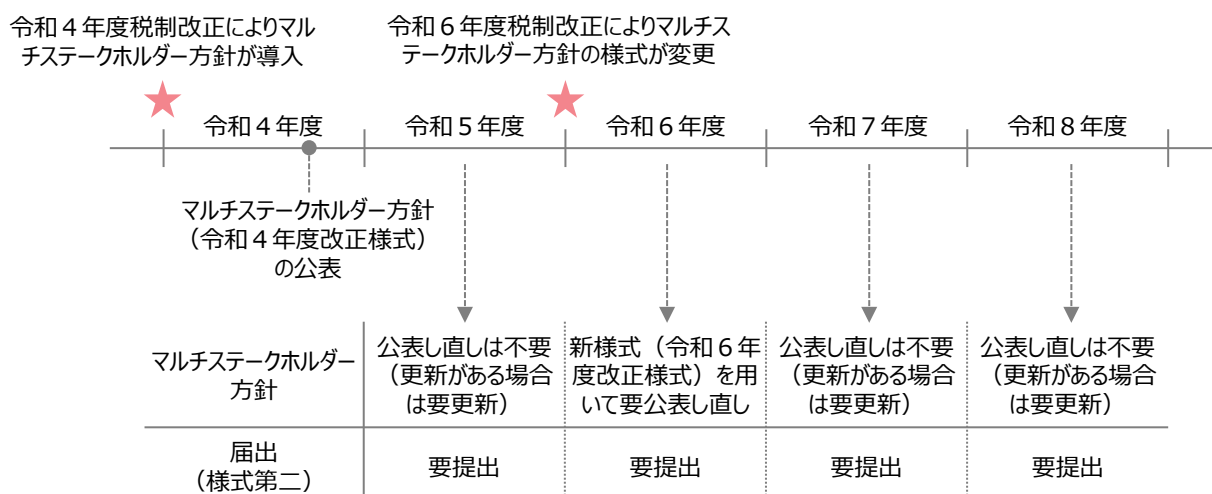 令和４年度税制改正によりマル
チステークホルダー方針が導入
令和６年度税制改正によりマルチス
テークホルダー方針の様式が変更
令和４年度
令和５年度
令和６年度
令和７年度
令和８年度
マルチステークホルダー方針
（令和４年度改正様式）
の公表
マルチステークホルダー
方針
公表し直しは不要
（更新がある場合
は要更新）
新様式（令和６年
度改正様式）を用
いて要公表し直し
公表し直しは不要
（更新がある場合
は要更新）
公表し直しは不要
（更新がある場合
は要更新）
届出
（様式第二）
要提出
要提出
要提出
要提出